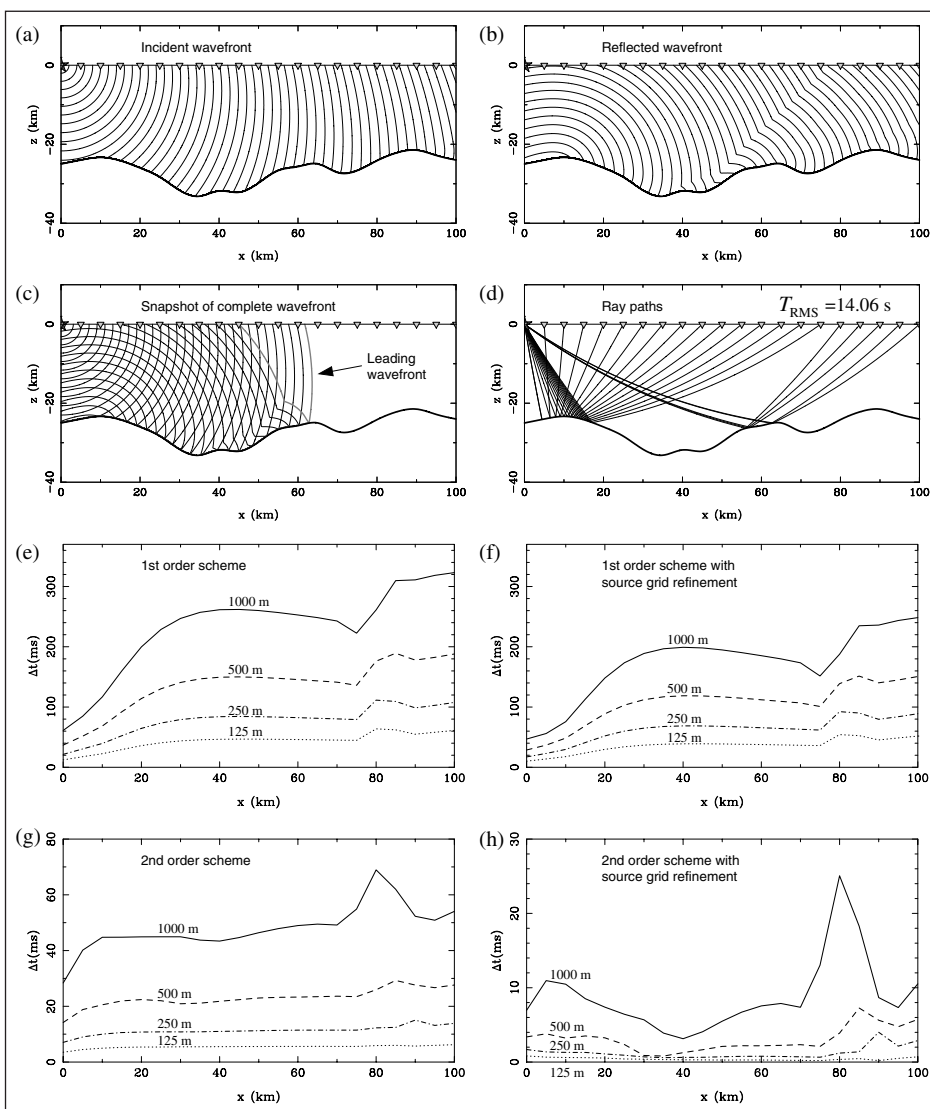 (a)
Incident wavefront
0
−20
−40
z (km)
0 20 40 60 80 100
x (km)
(b)
Reflected wavefront
0
−20
−40
z (km)
0 20 40 60 80 100
x (km)
(c)
Snapshot of complete wavefront
Leading
wavefront
0
−20
−40
z (km)
0 20 40 60 80 100
x (km)
(d)
Ray paths
TRMS =14.06 s
0
−20
−40
z (km)
0 20 40 60 80 100
x (km)
(e)
1st order scheme
1000 m
500 m
250 m
125 m
300
200
100
0
Δt(ms)
0 20 40 60 80 100
x (km)
(f)
1st order scheme with
source grid refinement
1000 m
500 m
250 m
125 m
300
200
100
0
Δt(ms)
0 20 40 60 80 100
x (km)
(g)
2nd order scheme
1000 m
500 m
250 m
125 m
80
60
40
20
0
Δt(ms)
0 20 40 60 80 100
x (km)
(h)
2nd order scheme with
source grid refinement
1000 m
500 m
250 m
125 m
30
20
10
0
Δt(ms)
0 20 40 60 80 100
x (km)